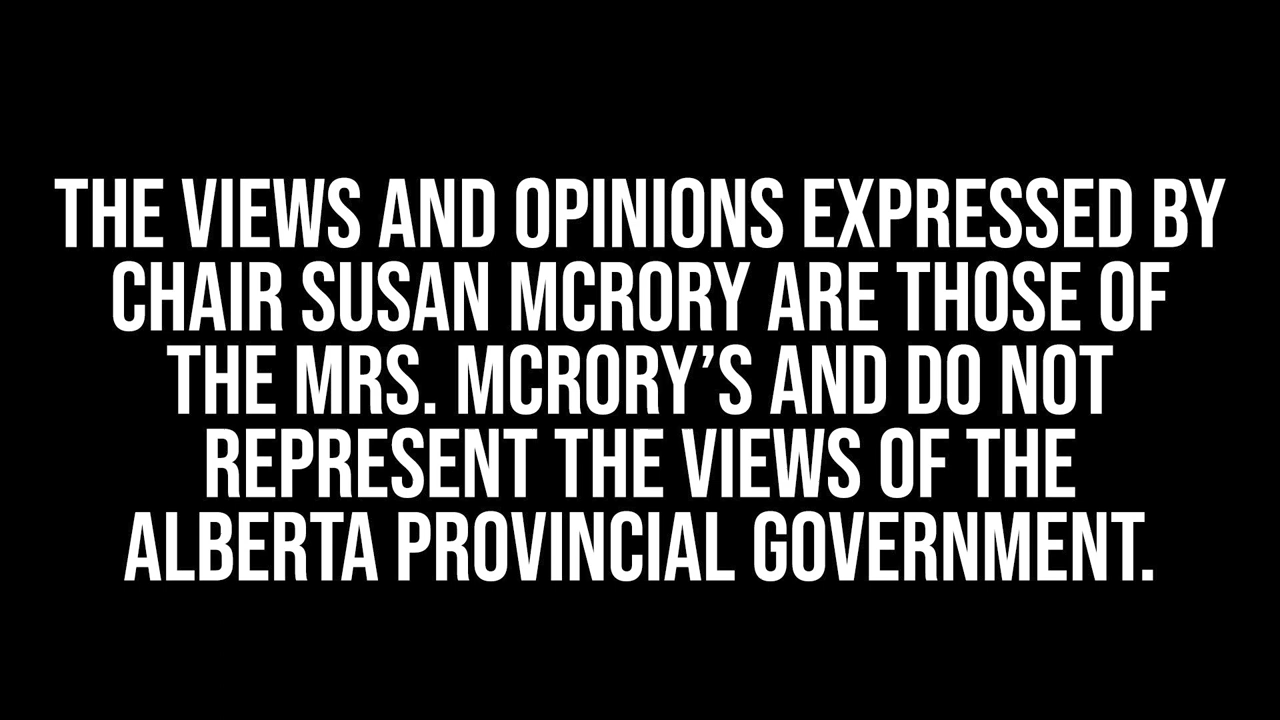 THE VIEWS AND OPINIONS EXPRESSED BY
CHAIR SUSAN MCRORY ARE THOSE OF
THE MRS. MCRORY’S AND DO NOT
REPRESENT THE VIEWS OF THE
ALBERTA PROVINCIAL GOVERNMENT.